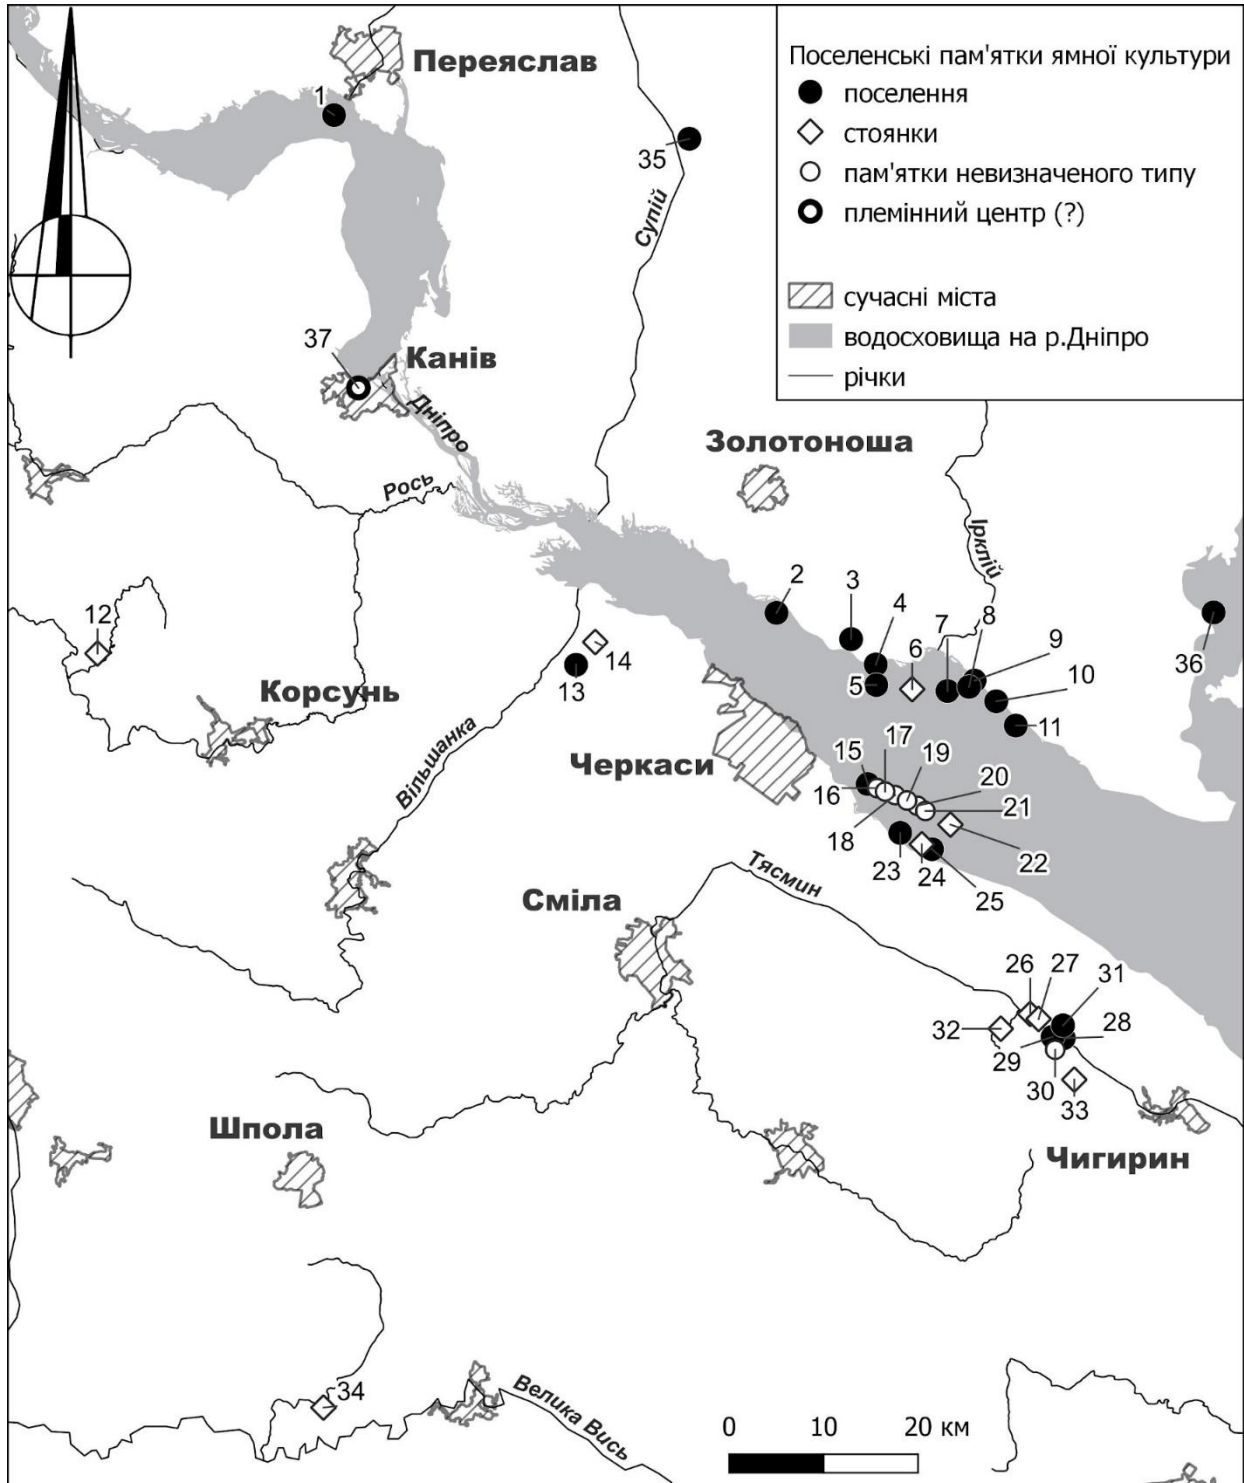 Поселенські пам'ятки ямної культури
поселення
стоянки
пам'ятки невизначеного типу
племінний центр (?)
сучасні міста
водосховища на р.Дніпро
річки
Переяслав
1
35
Супій
37
Канів
Дніпро
Золотоноша
Рось
Ірклій
2
3
4
7
8
9
6
10
36
12
14
13
5
11
Корсунь
Вільшанка
Черкаси
15
17
19
20
16
21
18
22
23
24
25
Тясмин
Сміла
26
27
31
32
28
29
30
33
Шпола
Чигирин
34
Велика Вись
0
10
20 км